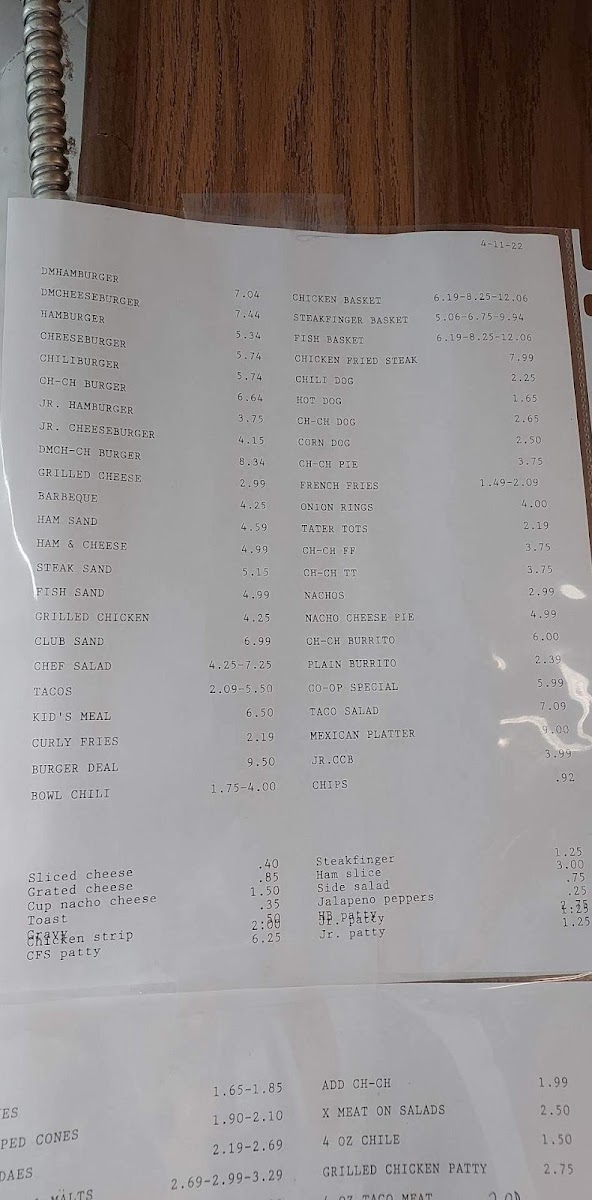 4-11-22
DMHAMBURGER 7.04 CHICKEN BASKET 6.19-8.25-12.06
DMCHEESEBURGER 7.44 STEAKFINGER BASKET 5.06-6.75-9.94
HAMBURGER 5.34 FISH BASKET 6.19-8.25-12.06
CHEESEBURGER 5.74 CHICKEN FRIED STEAK 7.99
CHILIBURGER 5.74 CHILI DOG 2.25
CH-CH BURGER 6.64 HOT DOG 1.65
JR. HAMBURGER 3.75 CH-CH DOG 2.65
JR. CHEESEBURGER 4.15 CORN DOG 2.50
DMCH-CH BURGER 8.34 CH-CH PIE 3.75
GRILLED CHEESE 2.99 FRENCH FRIES 1.49-2.09
BARBEQUE 4.25 ONION RINGS 4.00
HAM SAND 4.59 TATER TOTS 2.19
HAM & CHEESE 4.99 CH-CH FF 3.75
STEAK SAND 5.15 CH-CH TT 3.75
FISH SAND 4.99 NACHOS 2.99
GRILLED CHICKEN 4.25 NACHO CHEESE PIE 4.99
CLUB SAND 6.99 CH-CH BURRITO 6.00
CHEF SALAD 4.25-7.25 PLAIN BURRITO 2.39
TACOS 2.09-5.50 CO-OP SPECIAL 5.99
KID'S MEAL 6.50 TACO SALAD 7.09
CURLY FRIES 2.19 MEXICAN PLATTER 9.00
BURGER DEAL 9.50 JR.CCB 3.99
BOWL CHILI 1.75-4.00 CHIPS .92
Sliced cheese .40 Steakfinger 1.25
Grated cheese .85 Ham slice 3.00
Cup nacho cheese 1.50 Side salad .75
Toast .35 Jalapeno peppers .25
Gravy .50 HB patty 2.75
Chicken strip 2.00 Jr. patty 1.25
CFS patty 6.25 Jr. patty 1.25
ES 1.65-1.85 ADD CH-CH 1.99
PED CONES 1.90-2.10 X MEAT ON SALADS 2.50
DAES 2.19-2.69 4 OZ CHILE 1.50
MALTS 2.69-2.99-3.29 GRILLED CHICKEN PATTY 2.75
4 OZ TACO MEAT